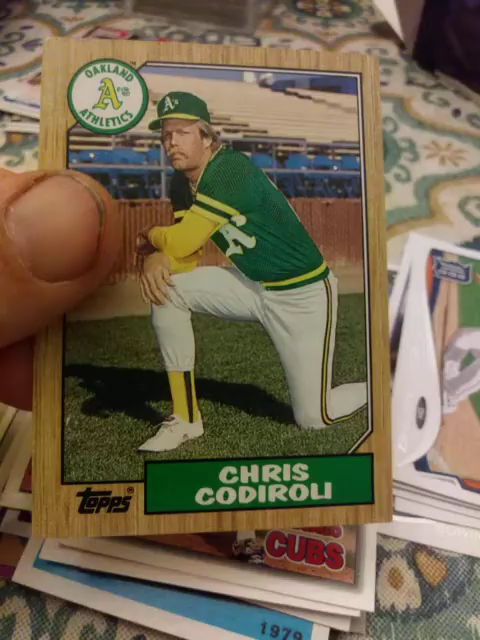 OAKLAND
A's
ATHLETICS
A's
A's
CHRIS
CODIROLI
Topps
CUBS
1979